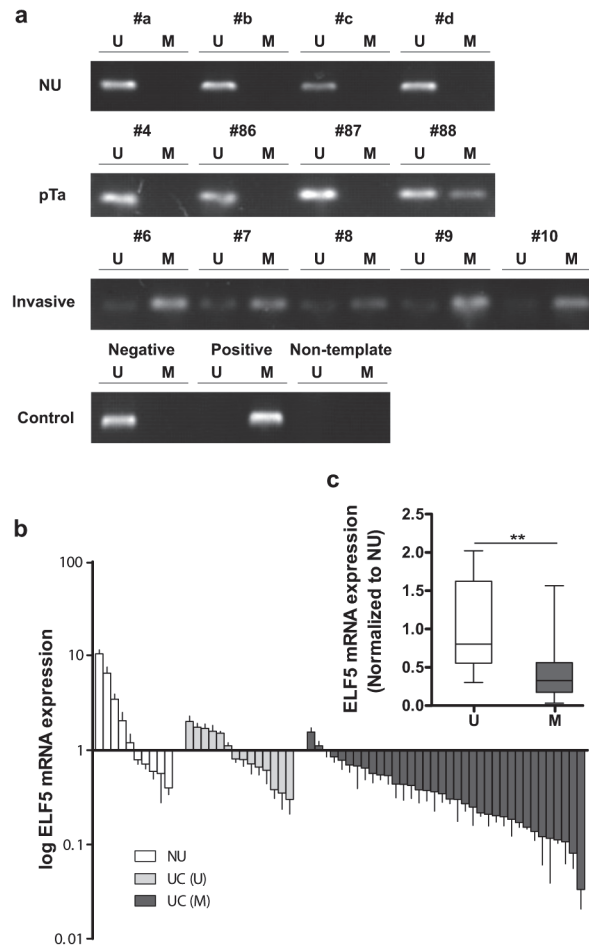 a
#a #b #c #d
U M U M U M U M
NU
#4 #86 #87 #88
U M U M U M U M
pTa
#6 #7 #8 #9 #10
U M U M U M U M U M
Invasive
Negative Positive Non-template
U M U M U M
Control
c
ELF5 mRNA expression
(Normalized to NU)
2.5
2.0
1.5
1.0
0.5
0.0
**
U M
b
log ELF5 mRNA expression
100
10
1
0.1
0.01
NU
UC (U)
UC (M)